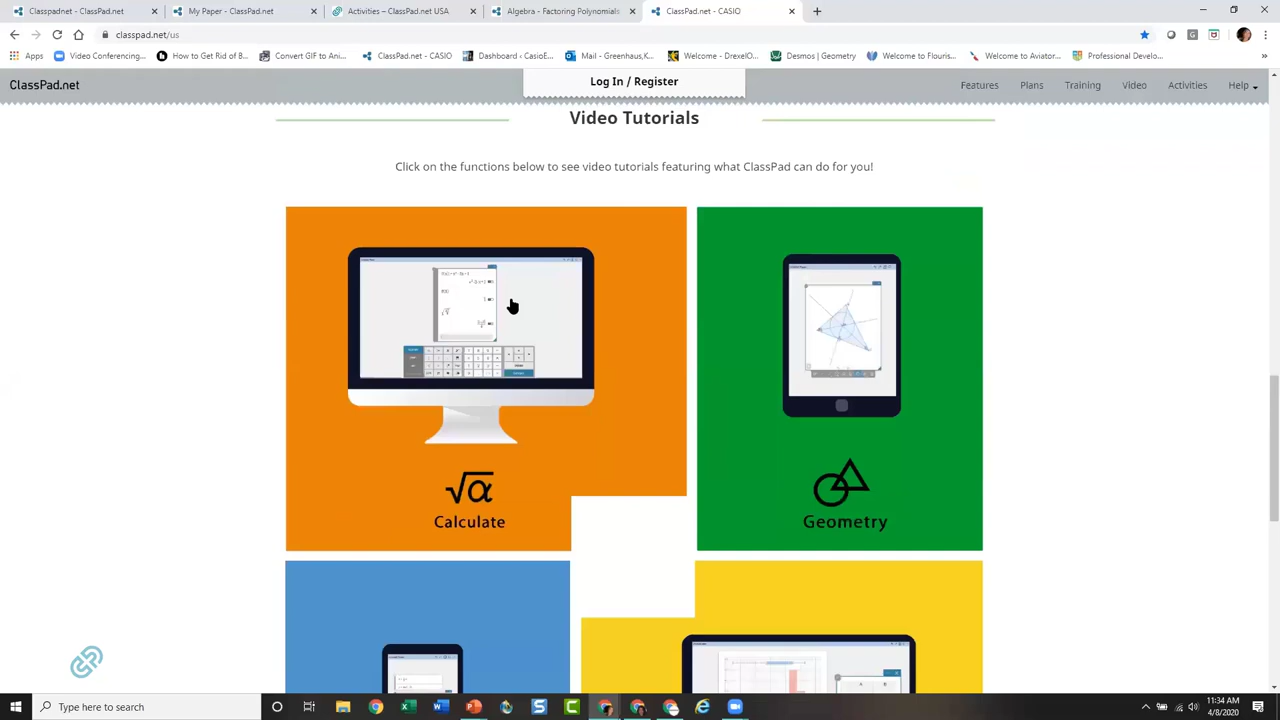 Classpadnet - ClassPad.net
My Paper - ClassPad.net
Activities – ClassPad.net USA
Algebra - Factoring Polynomials
ClassPad.net - CASIO
classpad.net/us
Apps
Video Conferencing...
How to Get Rid of B...
Convert GIF to Ani...
ClassPad.net - CASIO
Dashboard ‹ CasioE...
Mail - Greenhaus,K...
Welcome - DrexelO...
Desmos | Geometry
Welcome to Flouris...
Welcome to Aviator...
Professional Develo...
ClassPad.net
Log In / Register
Features
Plans
Training
Video
Activities
Help
Video Tutorials
Click on the functions below to see video tutorials featuring what ClassPad can do for you!
√α
Calculate
Geometry
Type here to search
11:34 AM
4/8/2020